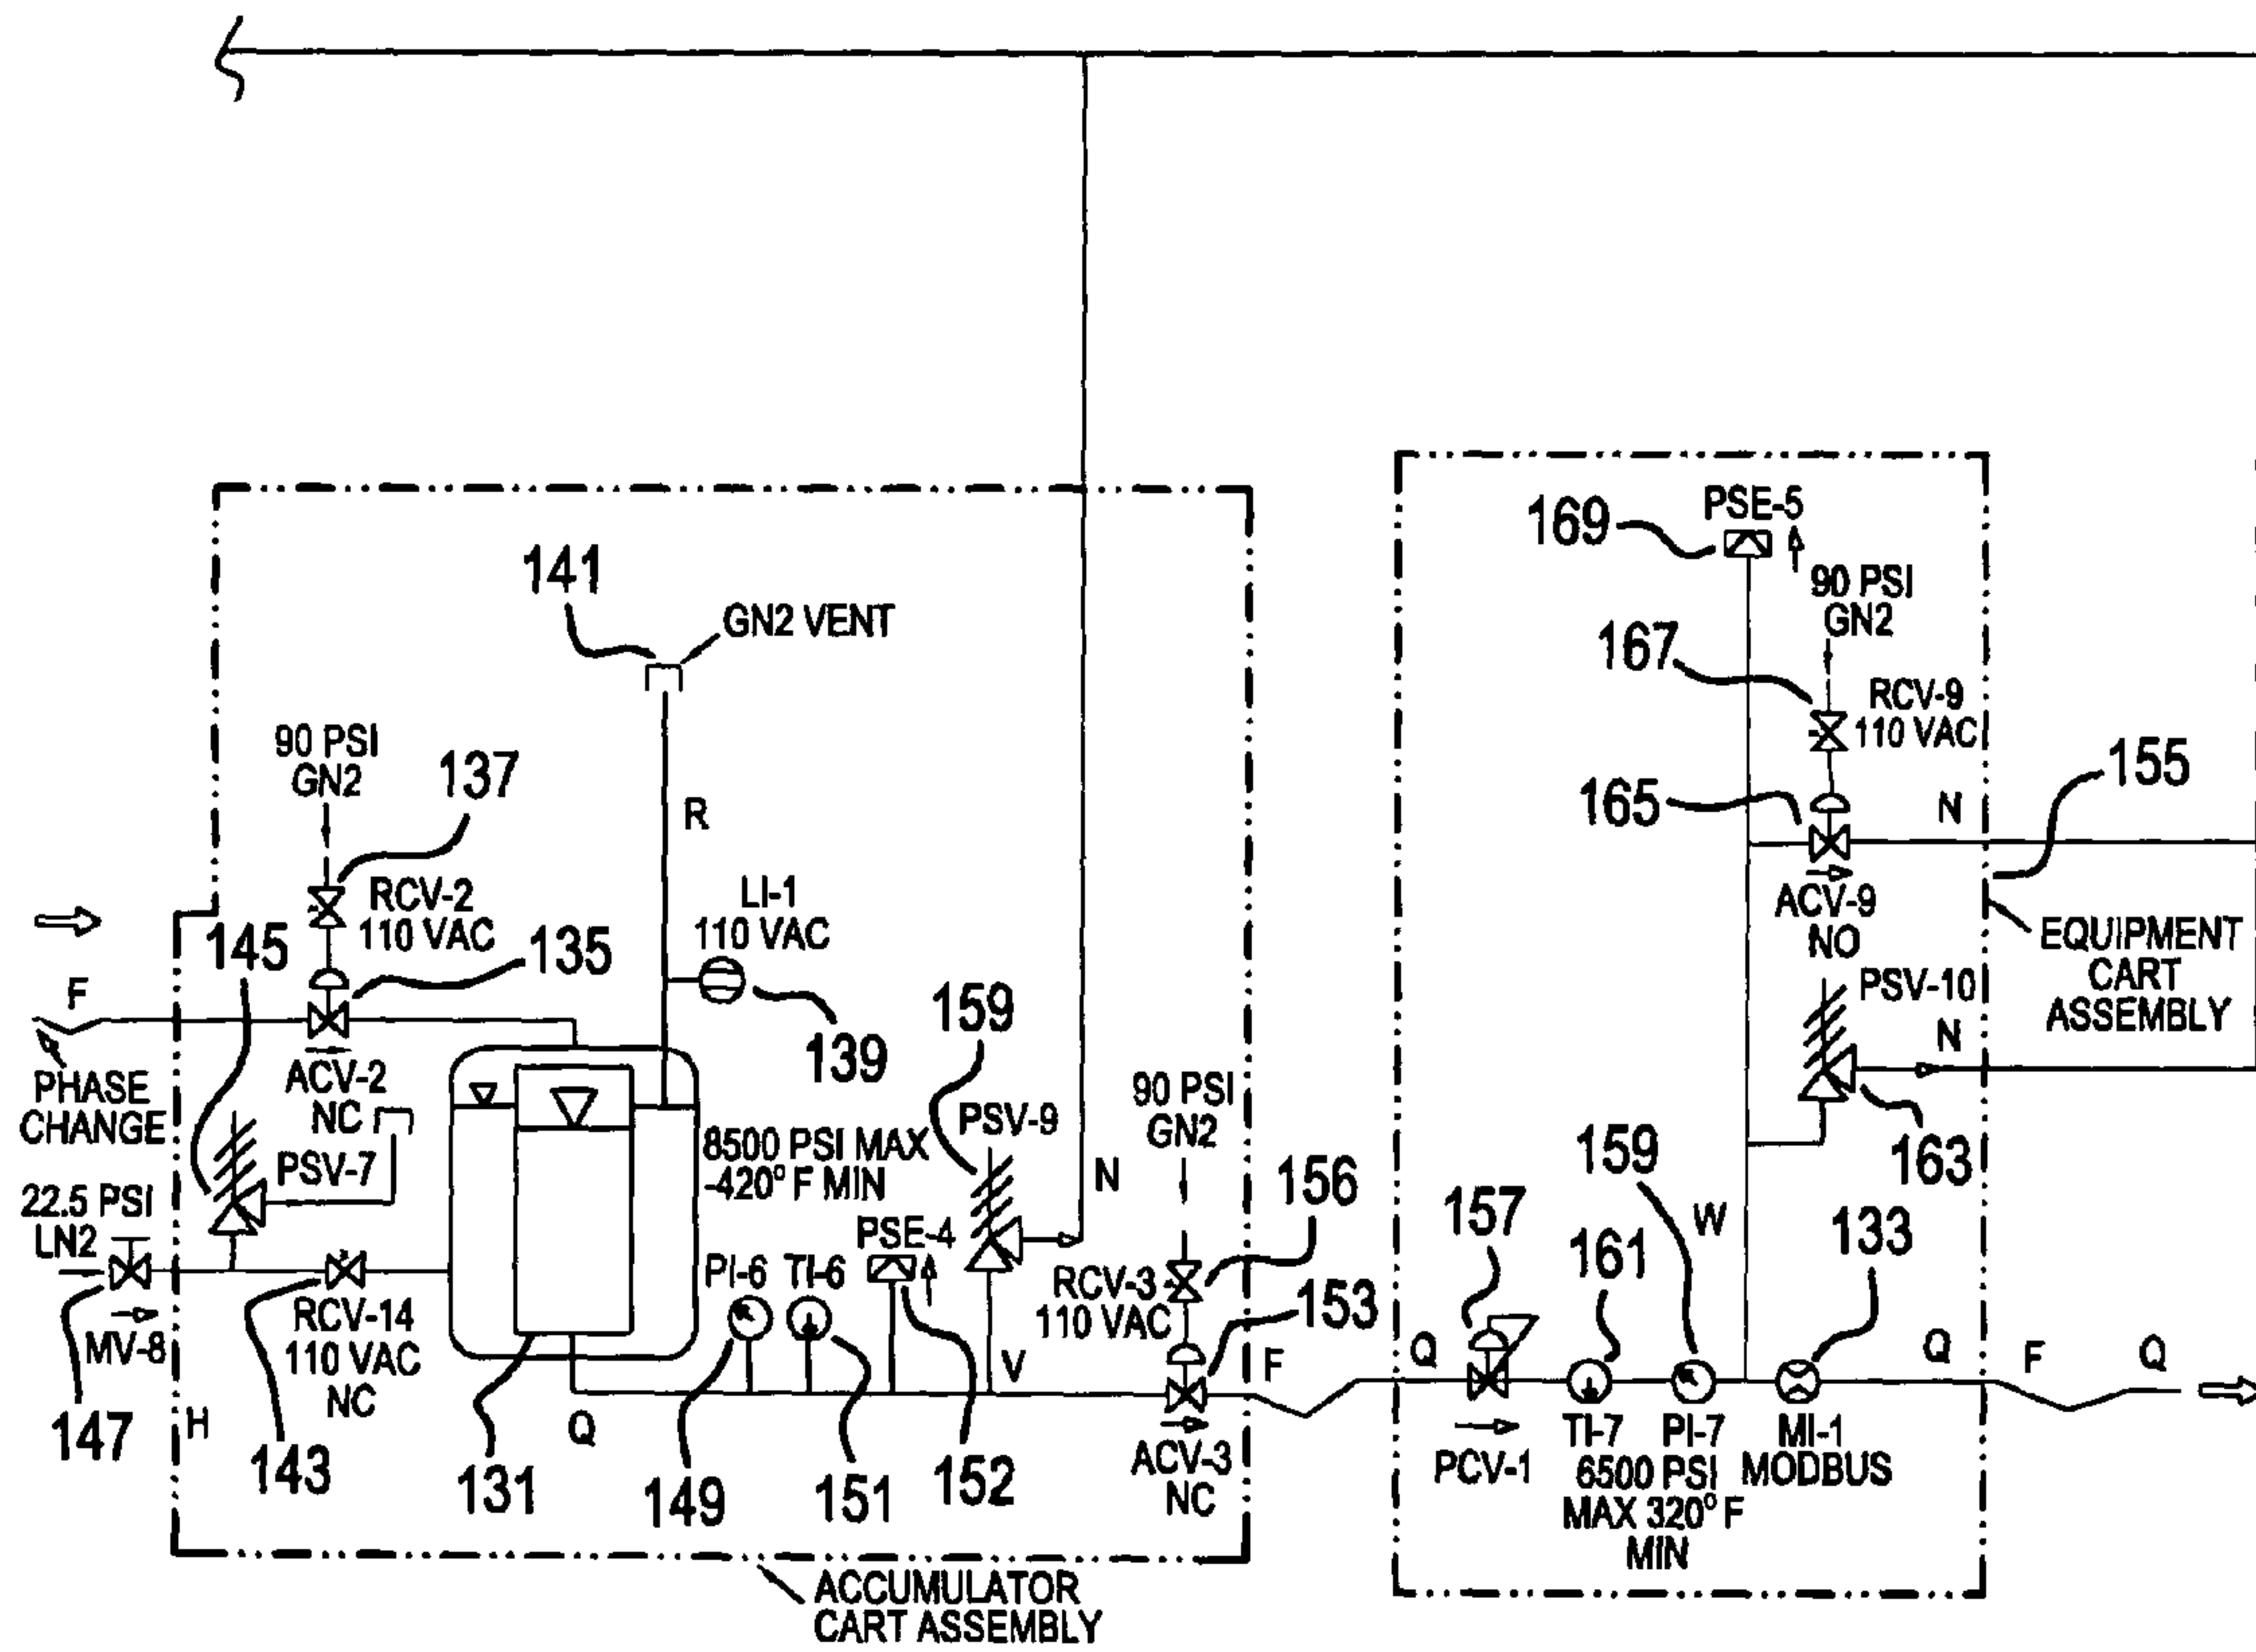 141
GN2 VENT
90 PSI
GN2
137
R
RCV-2
110 VAC
145
135
LI-1
110 VAC
139
F
PHASE
CHANGE
ACV-2
NC
PSV-7
22.5 PSI
LN2
MV-8
147
H
RCV-14
110 VAC
NC
143
131
Q
8500 PSI MAX
-420° F MIN
PI-6
TI-6
149
151
PSE-4
152
159
PSV-9
V
N
90 PSI
GN2
156
RCV-3
110 VAC
153
F
ACV-3
NC
ACCUMULATOR
CART ASSEMBLY
169
PSE-5
90 PSI
GN2
167
RCV-9
110 VAC
165
N
ACV-9
NO
155
EQUIPMENT
CART
ASSEMBLY
PSV-10
N
163
159
W
157
161
133
Q
PCV-1
TI-7
PI-7
6500 PSI
MAX 320° F
MIN
MI-1
MODBUS
Q
F
Q